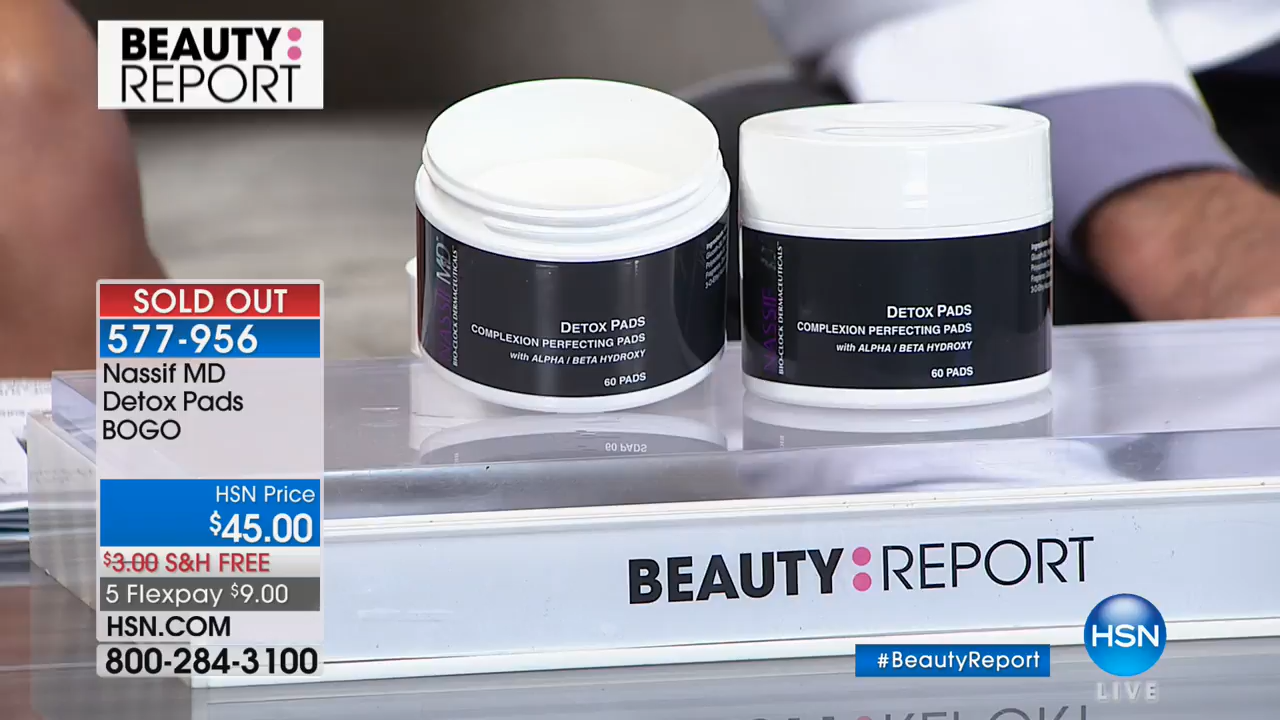 BEAUTY:
REPORT
SOLD OUT
577-956
Nassif MD
Detox Pads
BOGO
HSN Price
$45.00
$3.00 S&H FREE
5 Flexpay $9.00
HSN.COM
800-284-3100
NASSIF MD
BIO-CLOCK DERMACEUTICALS
DETOX PADS
COMPLEXION PERFECTING PADS
with ALPHA / BETA HYDROXY
60 PADS
NASSIF
BIO-CLOCK DERMACEUTICALS
DETOX PADS
COMPLEXION PERFECTING PADS
with ALPHA / BETA HYDROXY
60 PADS
BEAUTY:REPORT
#BeautyReport
HSN
LIVE